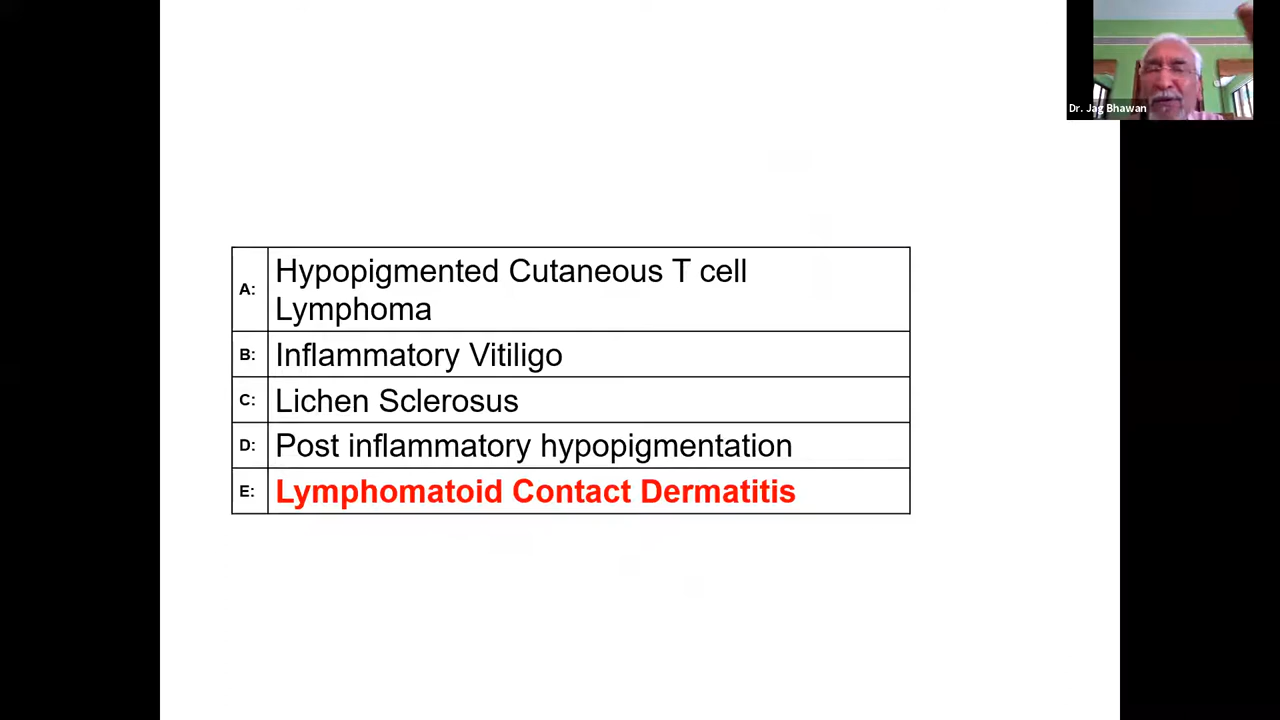 Dr. Jag Bhawan
A: Hypopigmented Cutaneous T cell
Lymphoma
B: Inflammatory Vitiligo
C: Lichen Sclerosus
D: Post inflammatory hypopigmentation
E: Lymphomatoid Contact Dermatitis